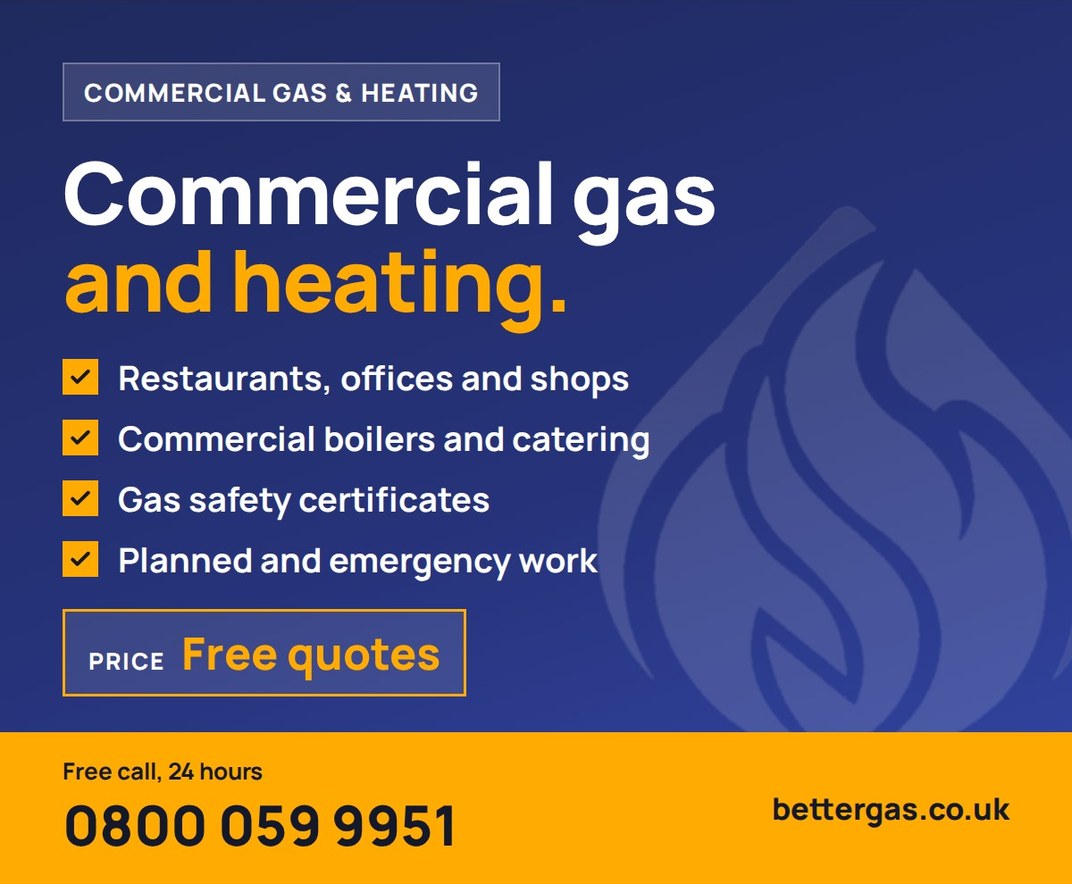 COMMERCIAL GAS & HEATING
Commercial gas
and heating.
Restaurants, offices and shops
Commercial boilers and catering
Gas safety certificates
Planned and emergency work
PRICE Free quotes
Free call, 24 hours
0800 059 9951
bettergas.co.uk